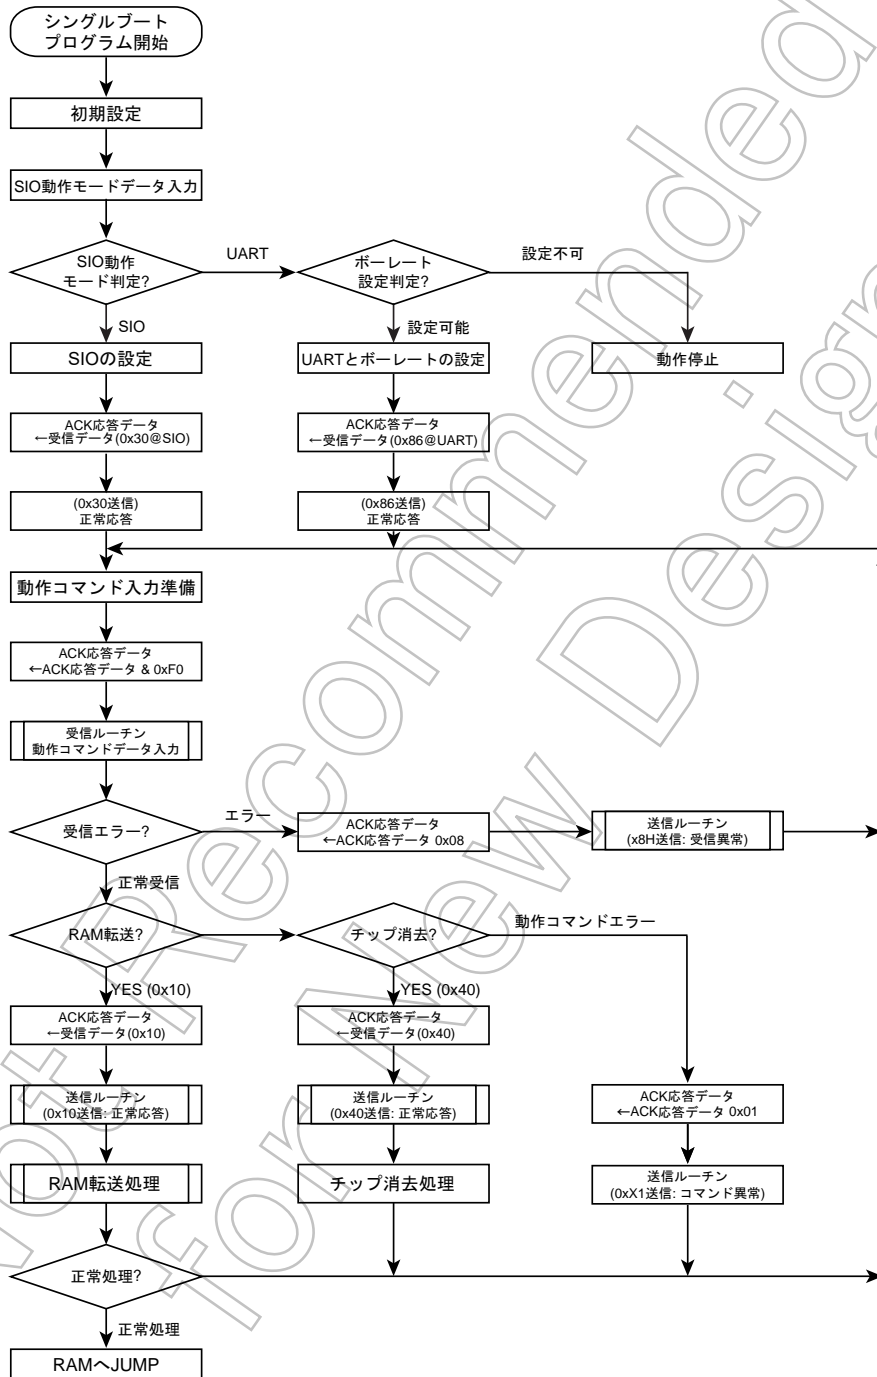 シングルブート
プログラム開始
初期設定
SIO動作モードデータ入力
SIO動作
モード判定?
UART
ボーレート
設定判定?
設定不可
SIO
設定可能
SIOの設定
UARTとボーレートの設定
動作停止
ACK応答データ
←受信データ(0x30@SIO)
ACK応答データ
←受信データ(0x86@UART)
(0x30送信)
正常応答
(0x86送信)
正常応答
動作コマンド入力準備
ACK応答データ
←ACK応答データ & 0xF0
受信ルーチン
動作コマンドデータ入力
受信エラー?
エラー
ACK応答データ
←ACK応答データ 0x08
送信ルーチン
(x8H送信: 受信異常)
正常受信
RAM転送?
チップ消去?
動作コマンドエラー
YES (0x10)
YES (0x40)
ACK応答データ
←受信データ(0x10)
ACK応答データ
←受信データ(0x40)
送信ルーチン
(0x10送信: 正常応答)
送信ルーチン
(0x40送信: 正常応答)
ACK応答データ
←ACK応答データ 0x01
RAM転送処理
チップ消去処理
送信ルーチン
(0xX1送信: コマンド異常)
正常処理?
正常処理
RAMへJUMP
Not Recommended
for New Design